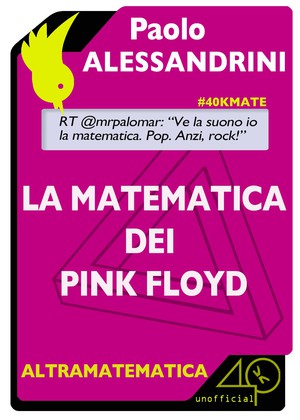 Paolo
ALESSANDRINI
#40KMATE
RT @mrpalomar: “Ve la suono io
la matematica. Pop. Anzi, rock!”
LA MATEMATICA
DEI
PINK FLOYD
ALTRAMATEMATICA
40k
unofficial